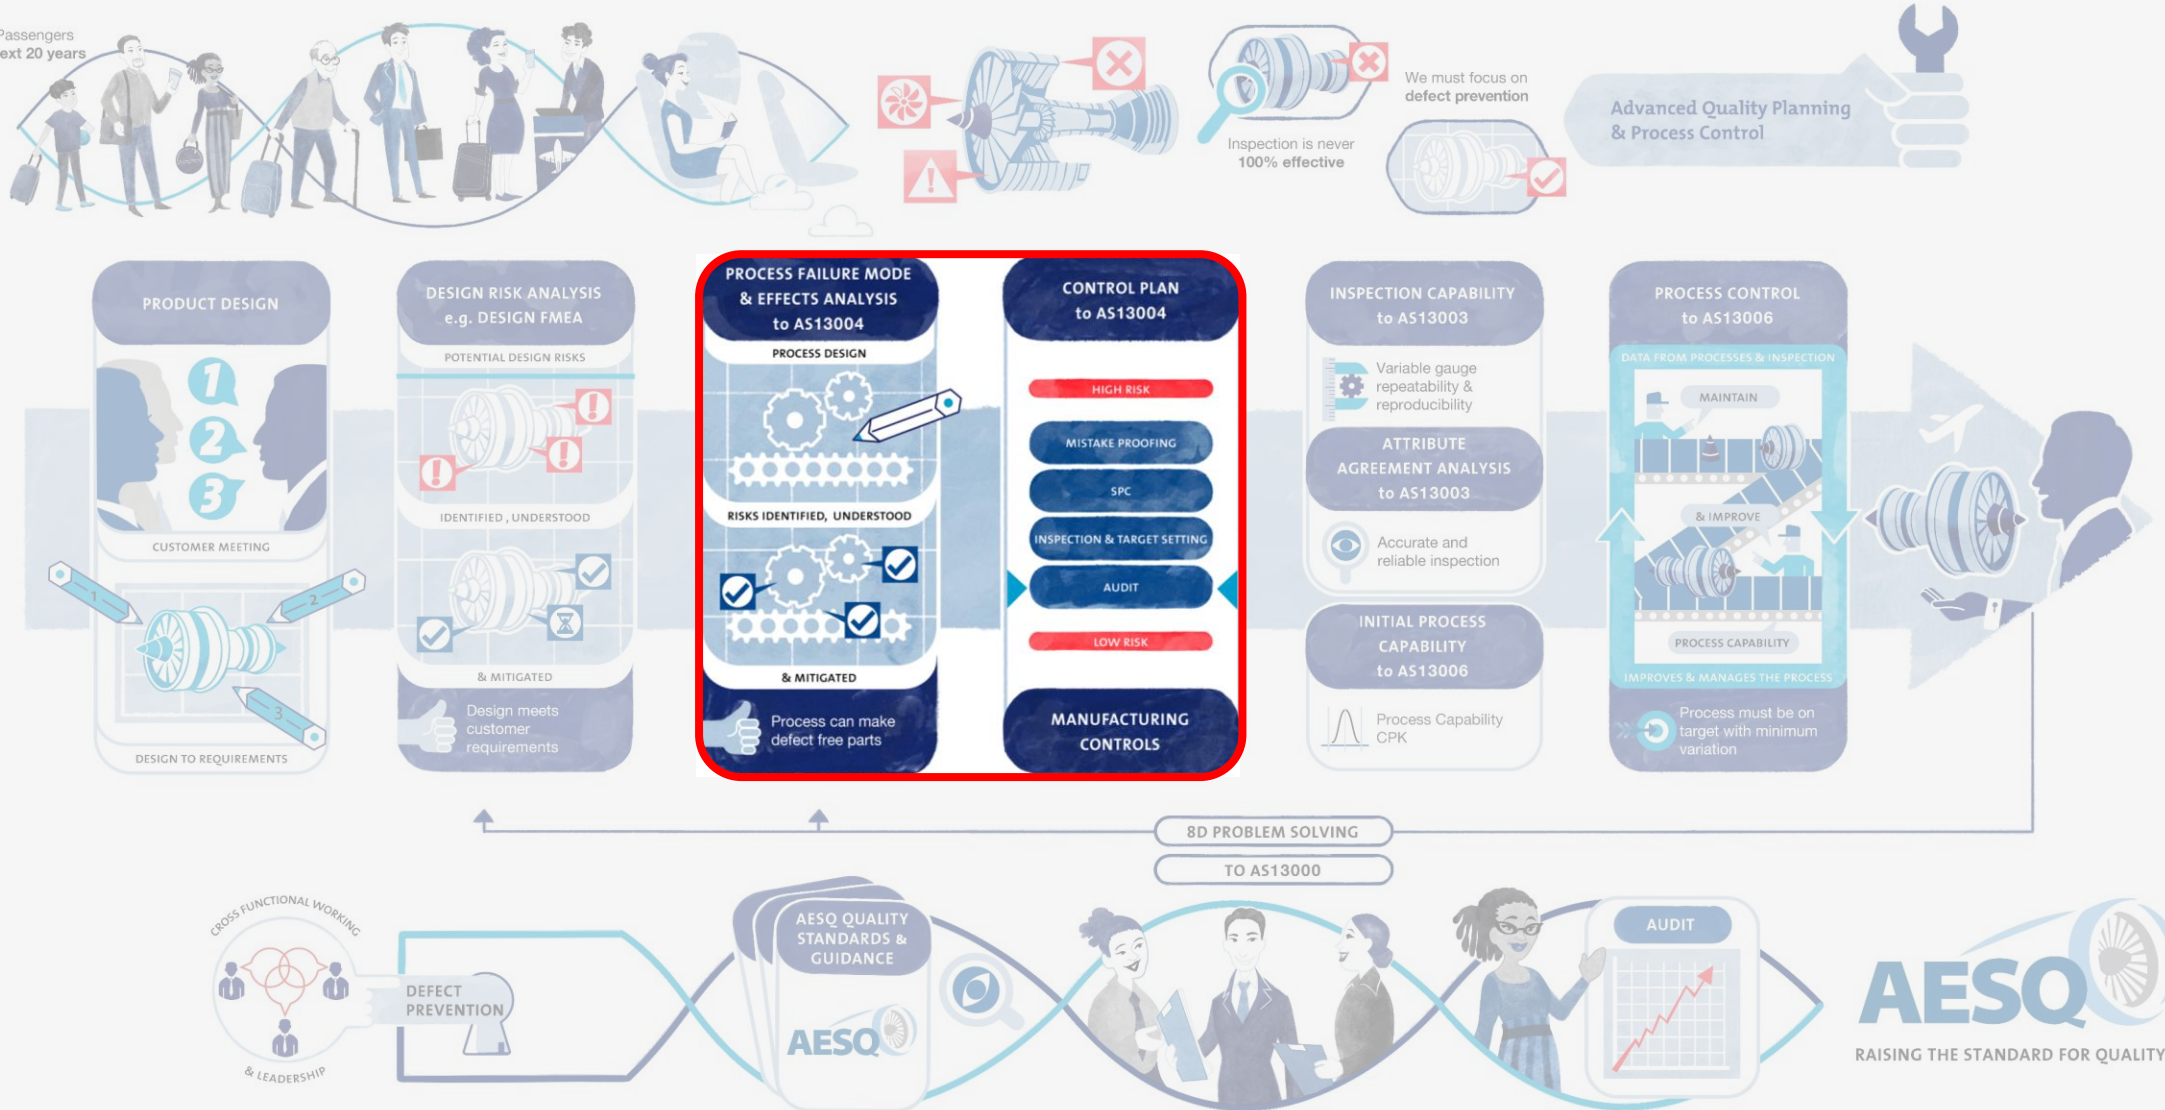 Passengers
next 20 years
Inspection is never
100% effective
We must focus on
defect prevention
Advanced Quality Planning
& Process Control
PRODUCT DESIGN
1
2
3
CUSTOMER MEETING
1
2
3
DESIGN TO REQUIREMENTS
DESIGN RISK ANALYSIS
e.g. DESIGN FMEA
POTENTIAL DESIGN RISKS
IDENTIFIED, UNDERSTOOD
& MITIGATED
Design meets
customer
requirements
PROCESS FAILURE MODE
& EFFECTS ANALYSIS
to AS13004
PROCESS DESIGN
RISKS IDENTIFIED, UNDERSTOOD
& MITIGATED
Process can make
defect free parts
CONTROL PLAN
to AS13004
HIGH RISK
MISTAKE PROOFING
SPC
INSPECTION & TARGET SETTING
AUDIT
LOW RISK
MANUFACTURING
CONTROLS
INSPECTION CAPABILITY
to AS13003
Variable gauge
repeatability &
reproducibility
ATTRIBUTE
AGREEMENT ANALYSIS
to AS13003
Accurate and
reliable inspection
INITIAL PROCESS
CAPABILITY
to AS13006
Process Capability
CPK
PROCESS CONTROL
to AS13006
DATA FROM PROCESSES & INSPECTION
MAINTAIN
& IMPROVE
PROCESS CAPABILITY
IMPROVES & MANAGES THE PROCESS
Process must be on
target with minimum
variation
8D PROBLEM SOLVING
TO AS13000
CROSS FUNCTIONAL WORKING
& LEADERSHIP
DEFECT
PREVENTION
AESQ QUALITY
STANDARDS &
GUIDANCE
AESQ
AUDIT
AESQ
RAISING THE STANDARD FOR QUALITY